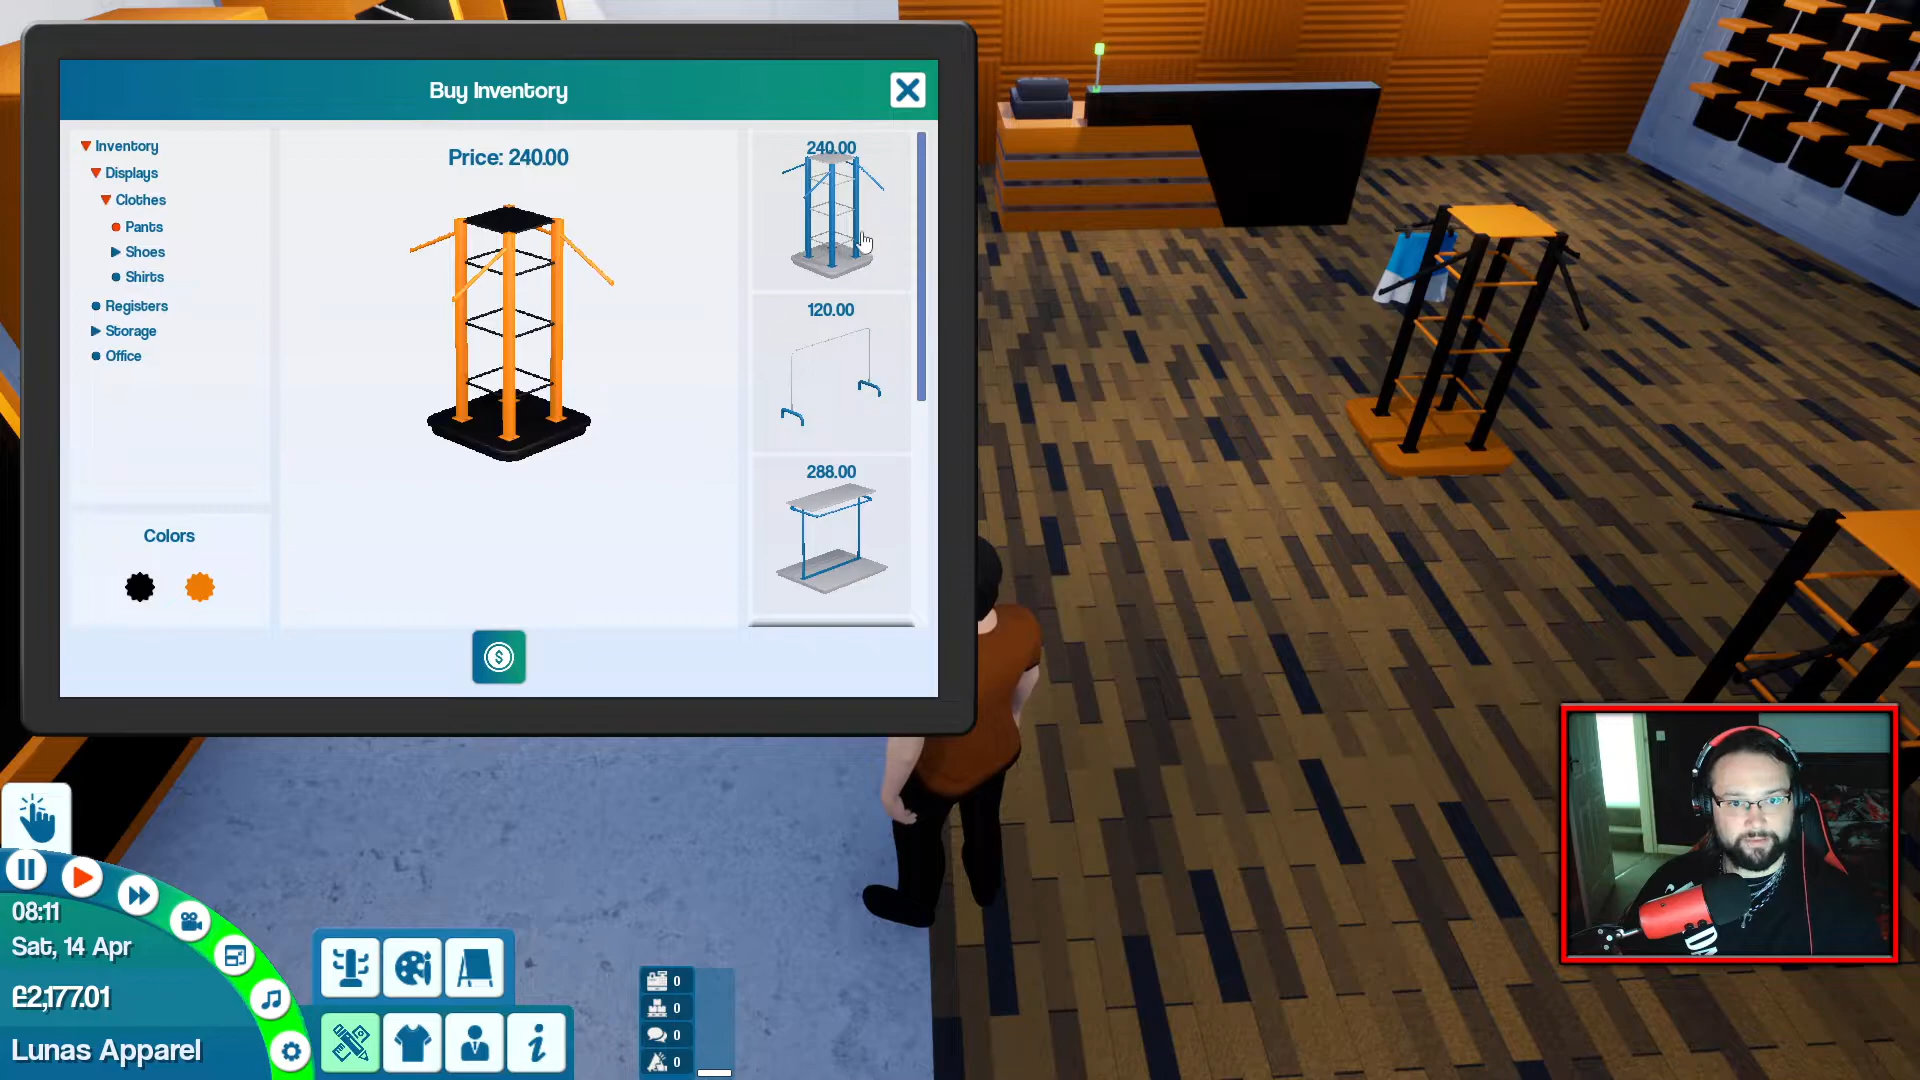 Buy Inventory
Inventory
Displays
Clothes
Pants
Shoes
Shirts
Registers
Storage
Office
Colors
Price: 240.00
240.00
120.00
288.00
08:11
Sat, 14 Apr
£2,177.01
Lunas Apparel
0
0
0
0